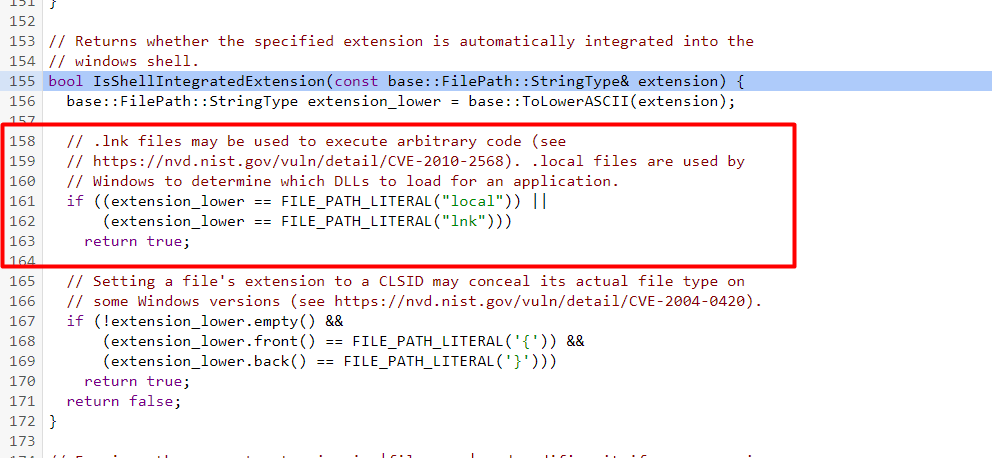 151 }
152
153 // Returns whether the specified extension is automatically integrated into the
154 // windows shell.
155 bool IsShellIntegratedExtension(const base::FilePath::StringType& extension) {
156   base::FilePath::StringType extension_lower = base::ToLowerASCII(extension);
157
158   // .lnk files may be used to execute arbitrary code (see
159   // https://nvd.nist.gov/vuln/detail/CVE-2010-2568). .local files are used by
160   // Windows to determine which DLLs to load for an application.
161   if ((extension_lower == FILE_PATH_LITERAL("local")) ||
162       (extension_lower == FILE_PATH_LITERAL("lnk")))
163     return true;
164
165   // Setting a file's extension to a CLSID may conceal its actual file type on
166   // some Windows versions (see https://nvd.nist.gov/vuln/detail/CVE-2004-0420).
167   if (!extension_lower.empty() &&
168       (extension_lower.front() == FILE_PATH_LITERAL('{')) &&
169       (extension_lower.back() == FILE_PATH_LITERAL('}')))
170     return true;
171   return false;
172 }
173